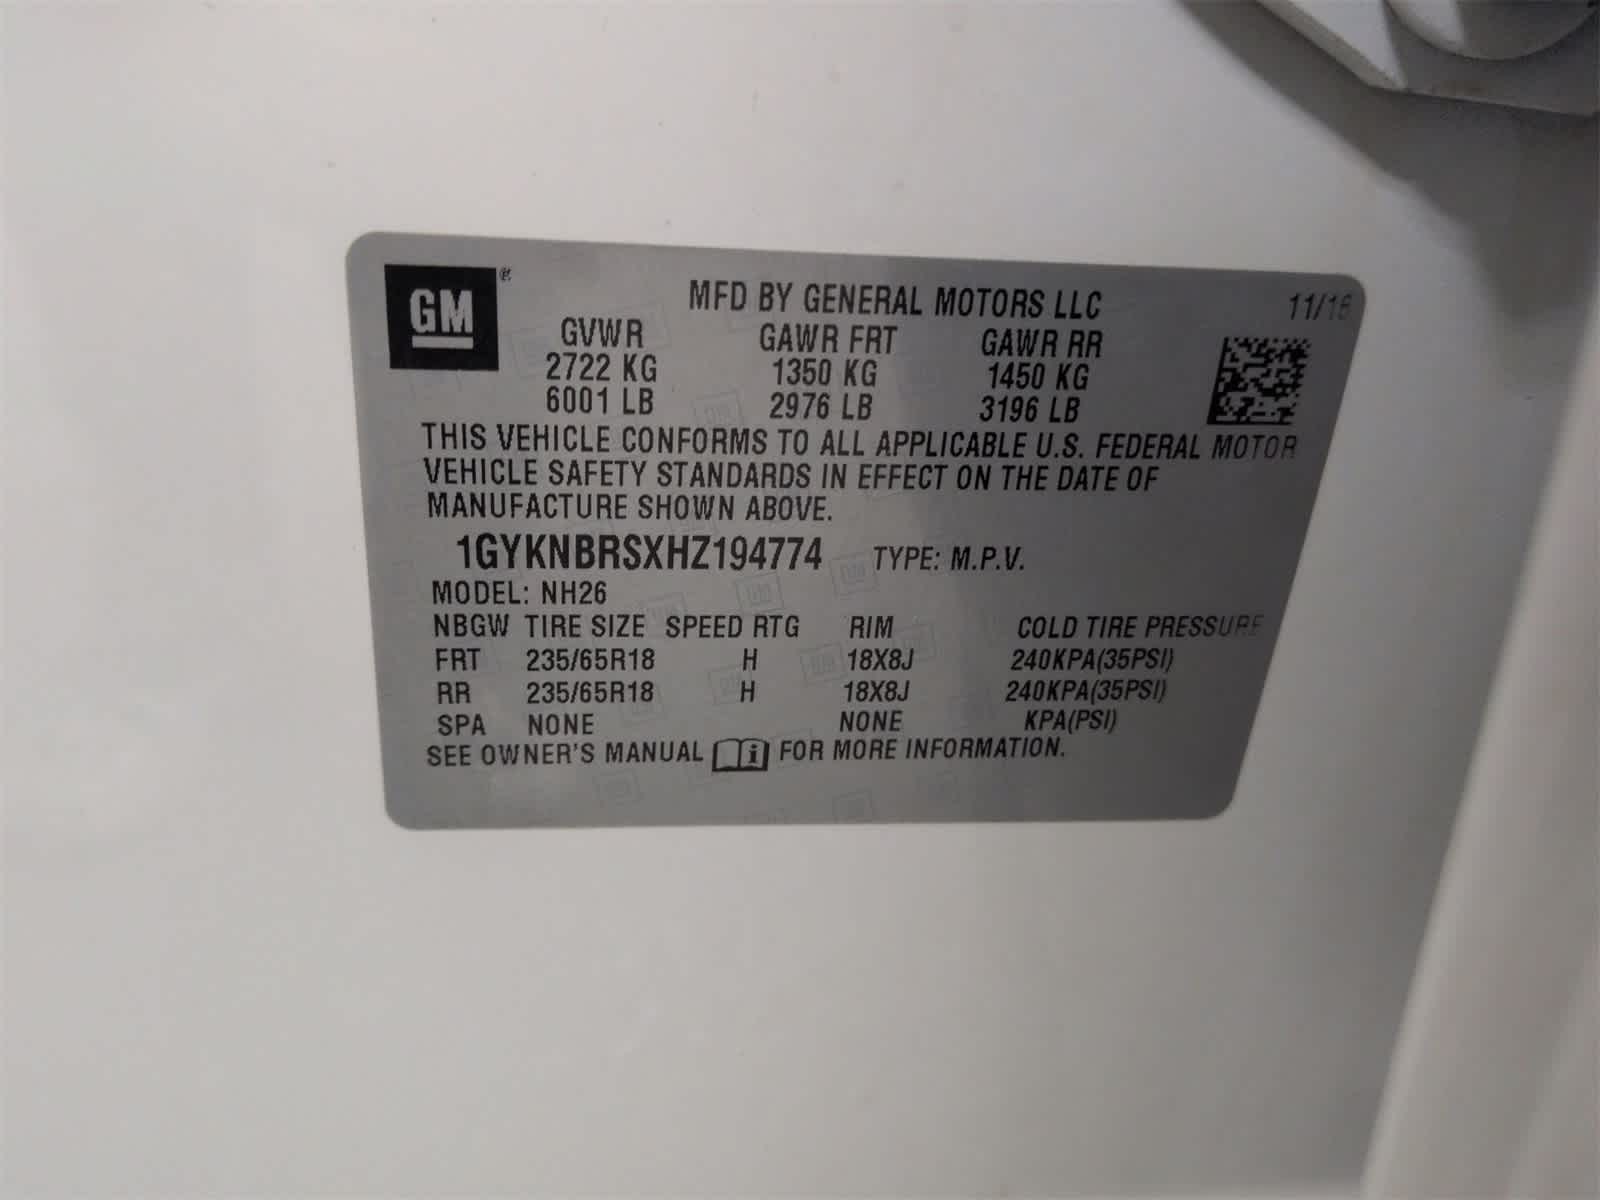 GM ®
MFD BY GENERAL MOTORS LLC 11/16
GVWR GAWR FRT GAWR RR
2722 KG 1350 KG 1450 KG
6001 LB 2976 LB 3196 LB
THIS VEHICLE CONFORMS TO ALL APPLICABLE U.S. FEDERAL MOTOR
VEHICLE SAFETY STANDARDS IN EFFECT ON THE DATE OF
MANUFACTURE SHOWN ABOVE.
1GYKNBRSXHZ194774 TYPE: M.P.V.
MODEL: NH26
NBGW TIRE SIZE SPEED RTG RIM COLD TIRE PRESSURE
FRT 235/65R18 H 18X8J 240KPA(35PSI)
RR 235/65R18 H 18X8J 240KPA(35PSI)
SPA NONE NONE KPA(PSI)
SEE OWNER'S MANUAL i FOR MORE INFORMATION.